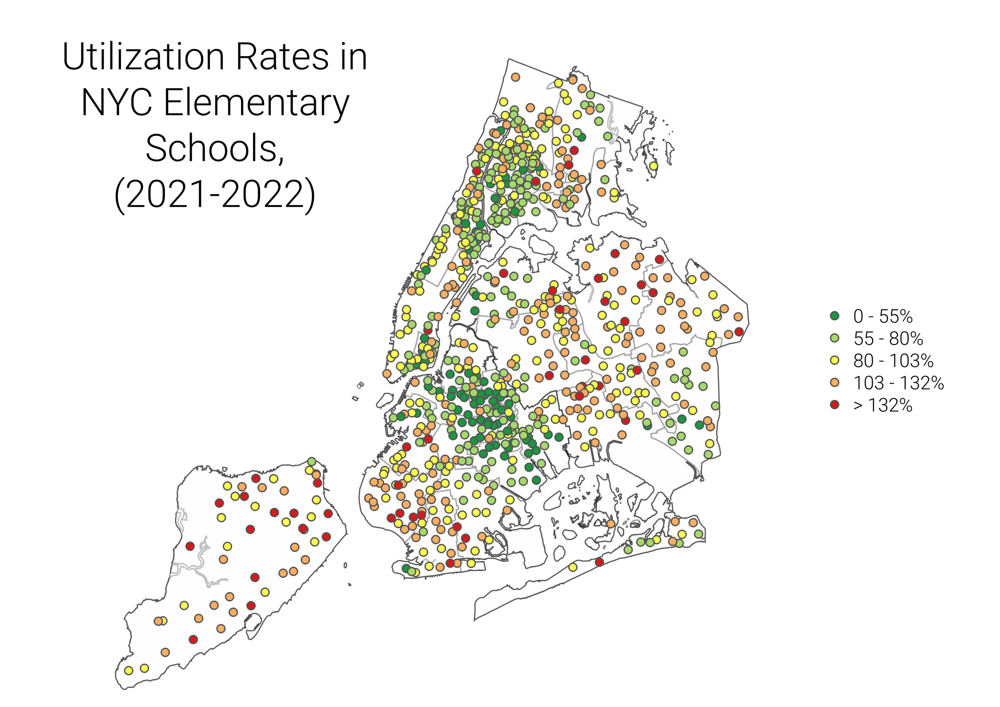 Utilization Rates in
NYC Elementary
Schools,
(2021-2022)
0 - 55%
55 - 80%
80 - 103%
103 - 132%
> 132%